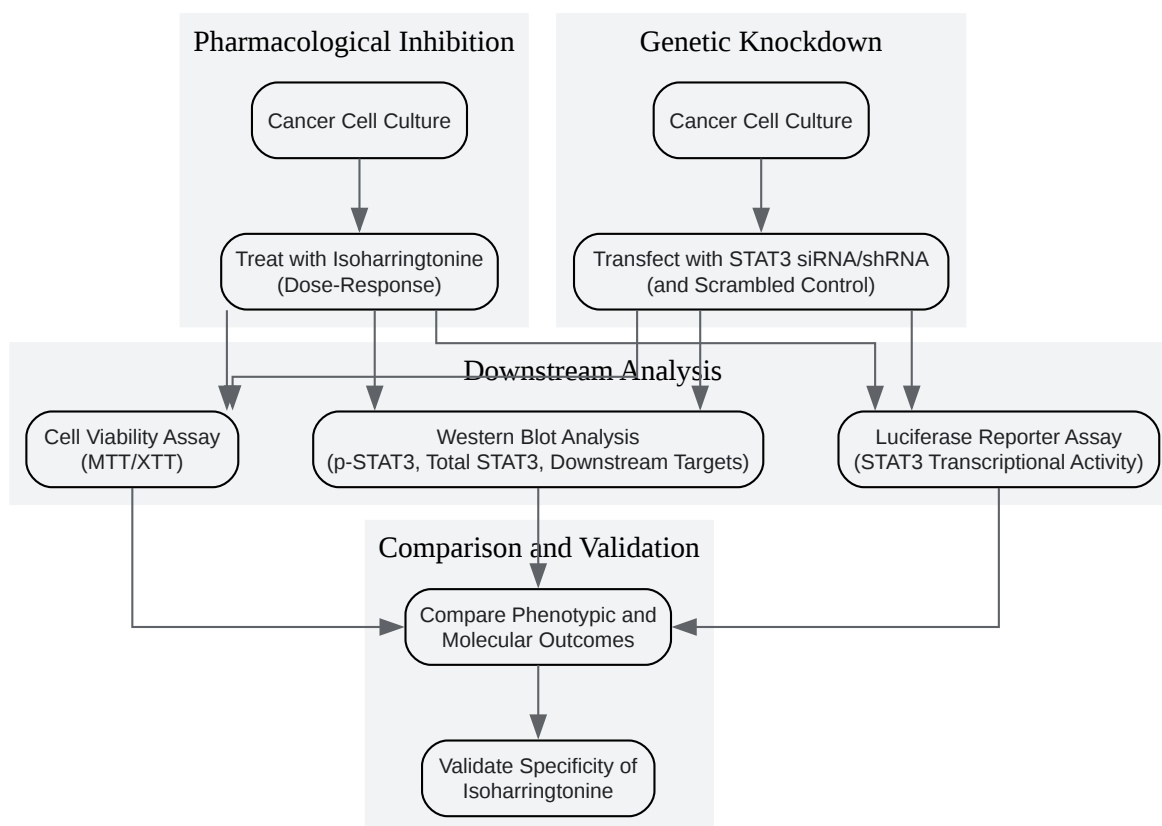 Pharmacological Inhibition
Cancer Cell Culture
Treat with Isoharringtonine
(Dose-Response)
Genetic Knockdown
Cancer Cell Culture
Transfect with STAT3 siRNA/shRNA
(and Scrambled Control)
Downstream Analysis
Cell Viability Assay
(MTT/XTT)
Western Blot Analysis
(p-STAT3, Total STAT3, Downstream Targets)
Luciferase Reporter Assay
(STAT3 Transcriptional Activity)
Comparison and Validation
Compare Phenotypic and
Molecular Outcomes
Validate Specificity of
Isoharringtonine